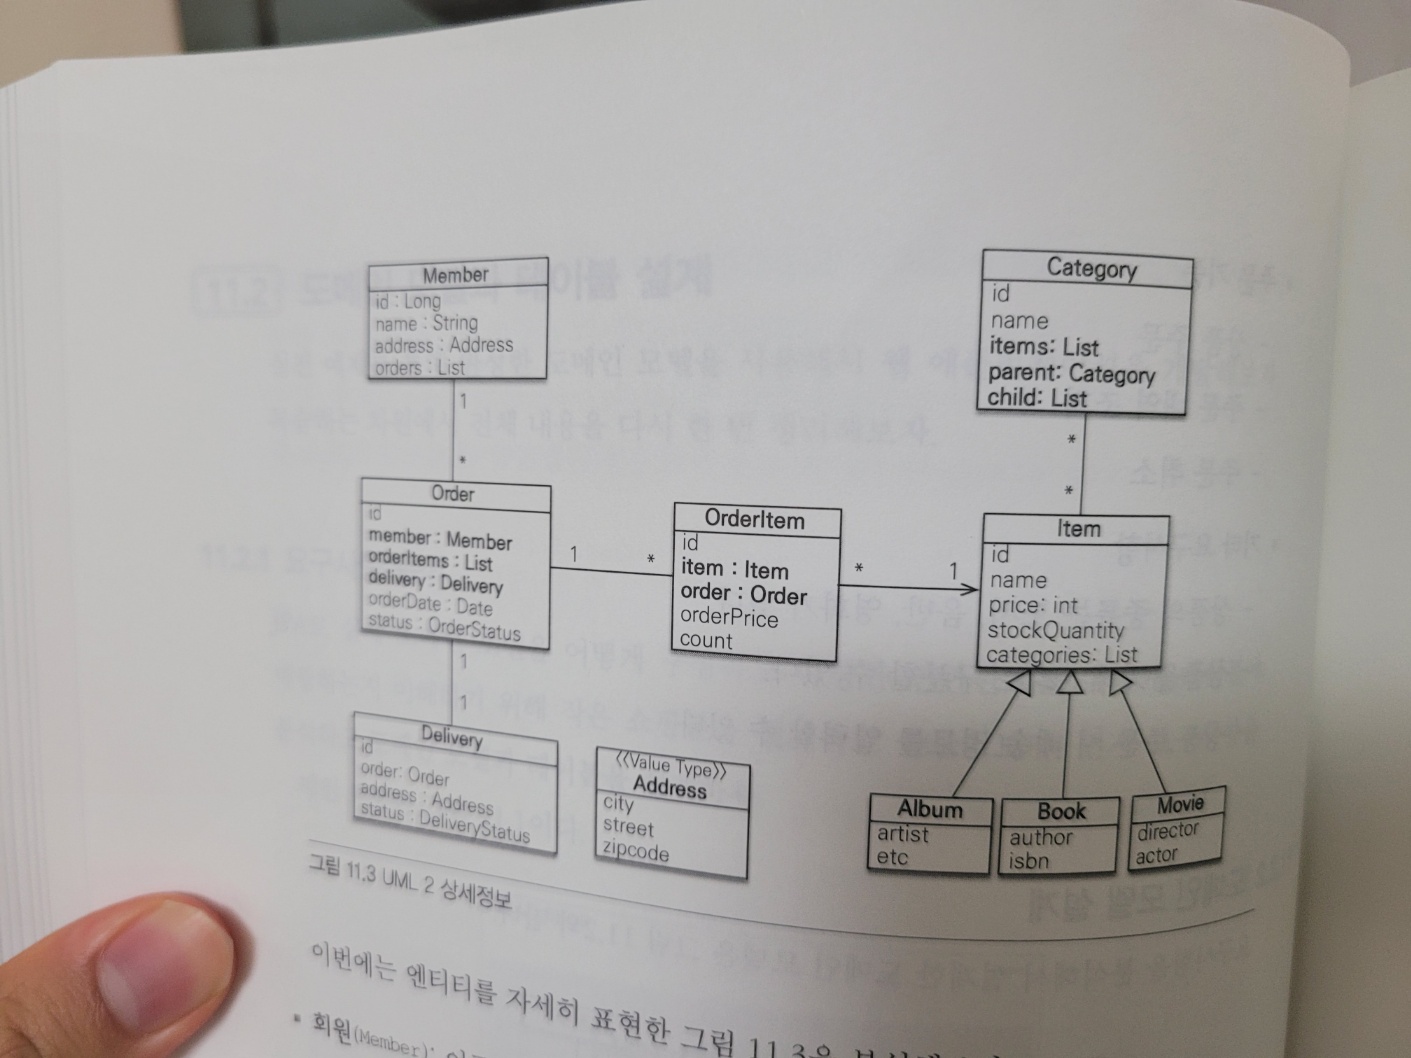 Member
id : Long
name : String
address : Address
orders : List
Category
id
name
items: List
parent: Category
child: List
1
*
*
*
Order
id
member : Member
orderItems : List
delivery : Delivery
orderDate : Date
status : OrderStatus
1
*
OrderItem
id
item : Item
order : Order
orderPrice
count
*
1
Item
id
name
price: int
stockQuantity
categories: List
1
1
Delivery
id
order: Order
address : Address
status : DeliveryStatus
《Value Type》
Address
city
street
zipcode
Album
artist
etc
Book
author
isbn
Movie
director
actor
그림 11.3 UML 2 상세정보
이번에는 엔티티를 자세히 표현한 그림 11.3을
• 회원(Member):